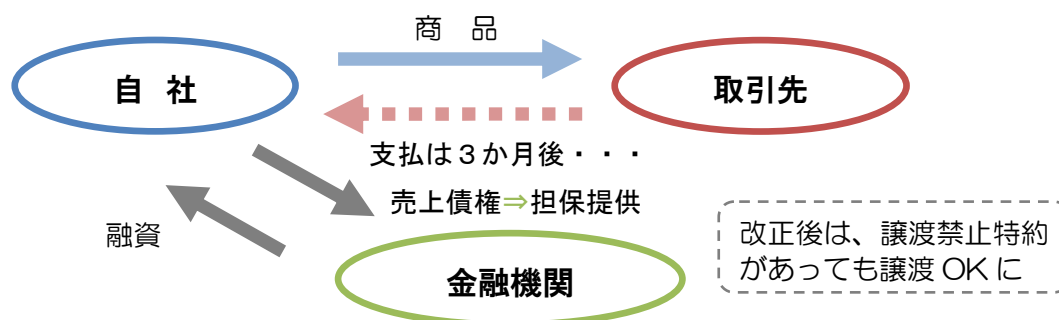 商　品
自　社
取引先
支払は３か月後・・・
売上債権⇒担保提供
融資
改正後は、譲渡禁止特約
があっても譲渡 OK に
金融機関